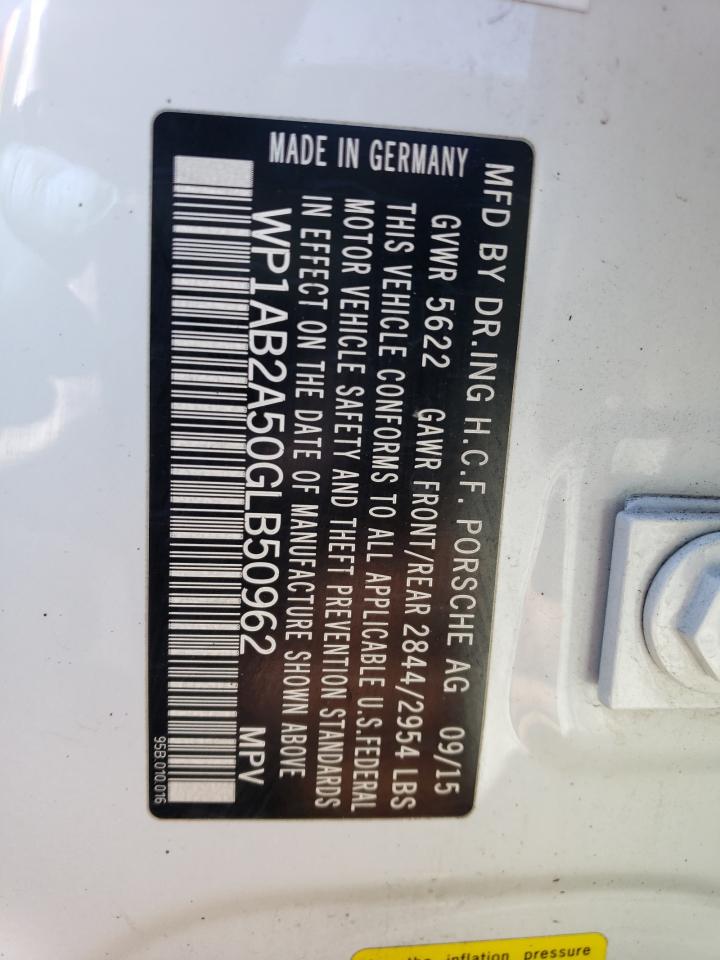 MFD BY DR.ING H.C.F. PORSCHE AG 09/15
MADE IN GERMANY
GVWR 5622 GAWR FRONT/REAR 2844/2954 LBS
THIS VEHICLE CONFORMS TO ALL APPLICABLE U.S.FEDERAL
MOTOR VEHICLE SAFETY AND THEFT PREVENTION STANDARDS
IN EFFECT ON THE DATE OF MANUFACTURE SHOWN ABOVE
WP1AB2A50GLB50962 MPV
95B.010.016
the inflation pressure